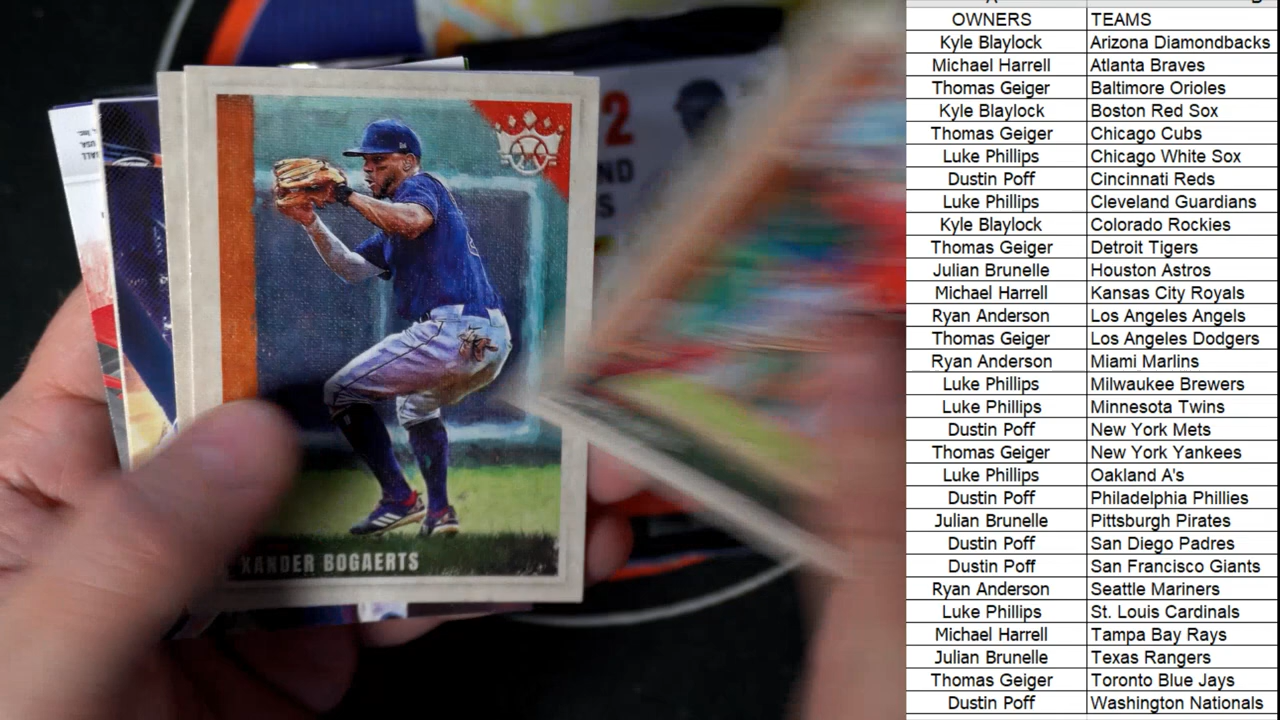 XANDER BOGAERTS
2
ND
S
OWNERS TEAMS
Kyle Blaylock Arizona Diamondbacks
Michael Harrell Atlanta Braves
Thomas Geiger Baltimore Orioles
Kyle Blaylock Boston Red Sox
Thomas Geiger Chicago Cubs
Luke Phillips Chicago White Sox
Dustin Poff Cincinnati Reds
Luke Phillips Cleveland Guardians
Kyle Blaylock Colorado Rockies
Thomas Geiger Detroit Tigers
Julian Brunelle Houston Astros
Michael Harrell Kansas City Royals
Ryan Anderson Los Angeles Angels
Thomas Geiger Los Angeles Dodgers
Ryan Anderson Miami Marlins
Luke Phillips Milwaukee Brewers
Luke Phillips Minnesota Twins
Dustin Poff New York Mets
Thomas Geiger New York Yankees
Luke Phillips Oakland A's
Dustin Poff Philadelphia Phillies
Julian Brunelle Pittsburgh Pirates
Dustin Poff San Diego Padres
Dustin Poff San Francisco Giants
Ryan Anderson Seattle Mariners
Luke Phillips St. Louis Cardinals
Michael Harrell Tampa Bay Rays
Julian Brunelle Texas Rangers
Thomas Geiger Toronto Blue Jays
Dustin Poff Washington Nationals